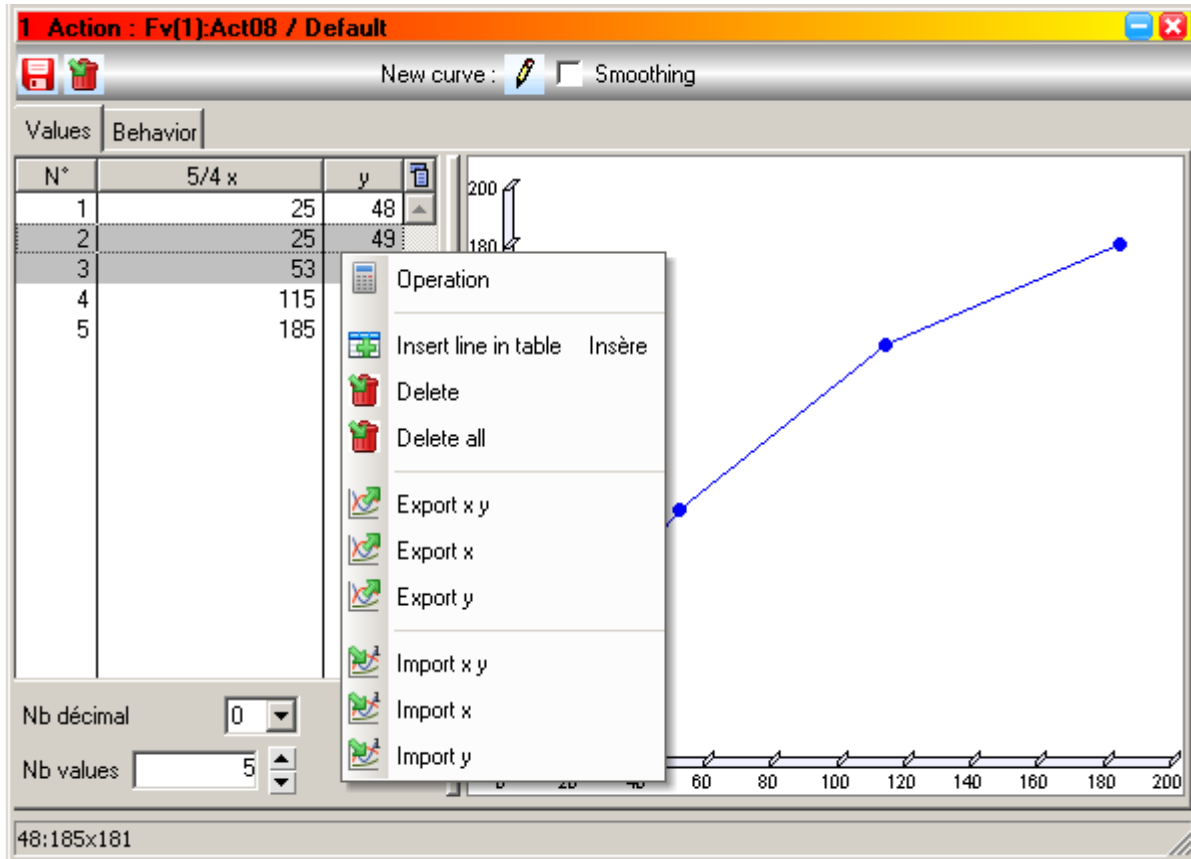 1 Action : Fv(1):Act08 / Default
New curve : Smoothing
Values Behavior
N° 5/4 x y
1 25 48
2 25 49
3 53
4 115
5 185
Operation
Insert line in table Insère
Delete
Delete all
Export x y
Export x
Export y
Import x y
Import x
Import y
Nb décimal 0
Nb values 5
200
180
60 80 100 120 140 160 180 200
48:185x181